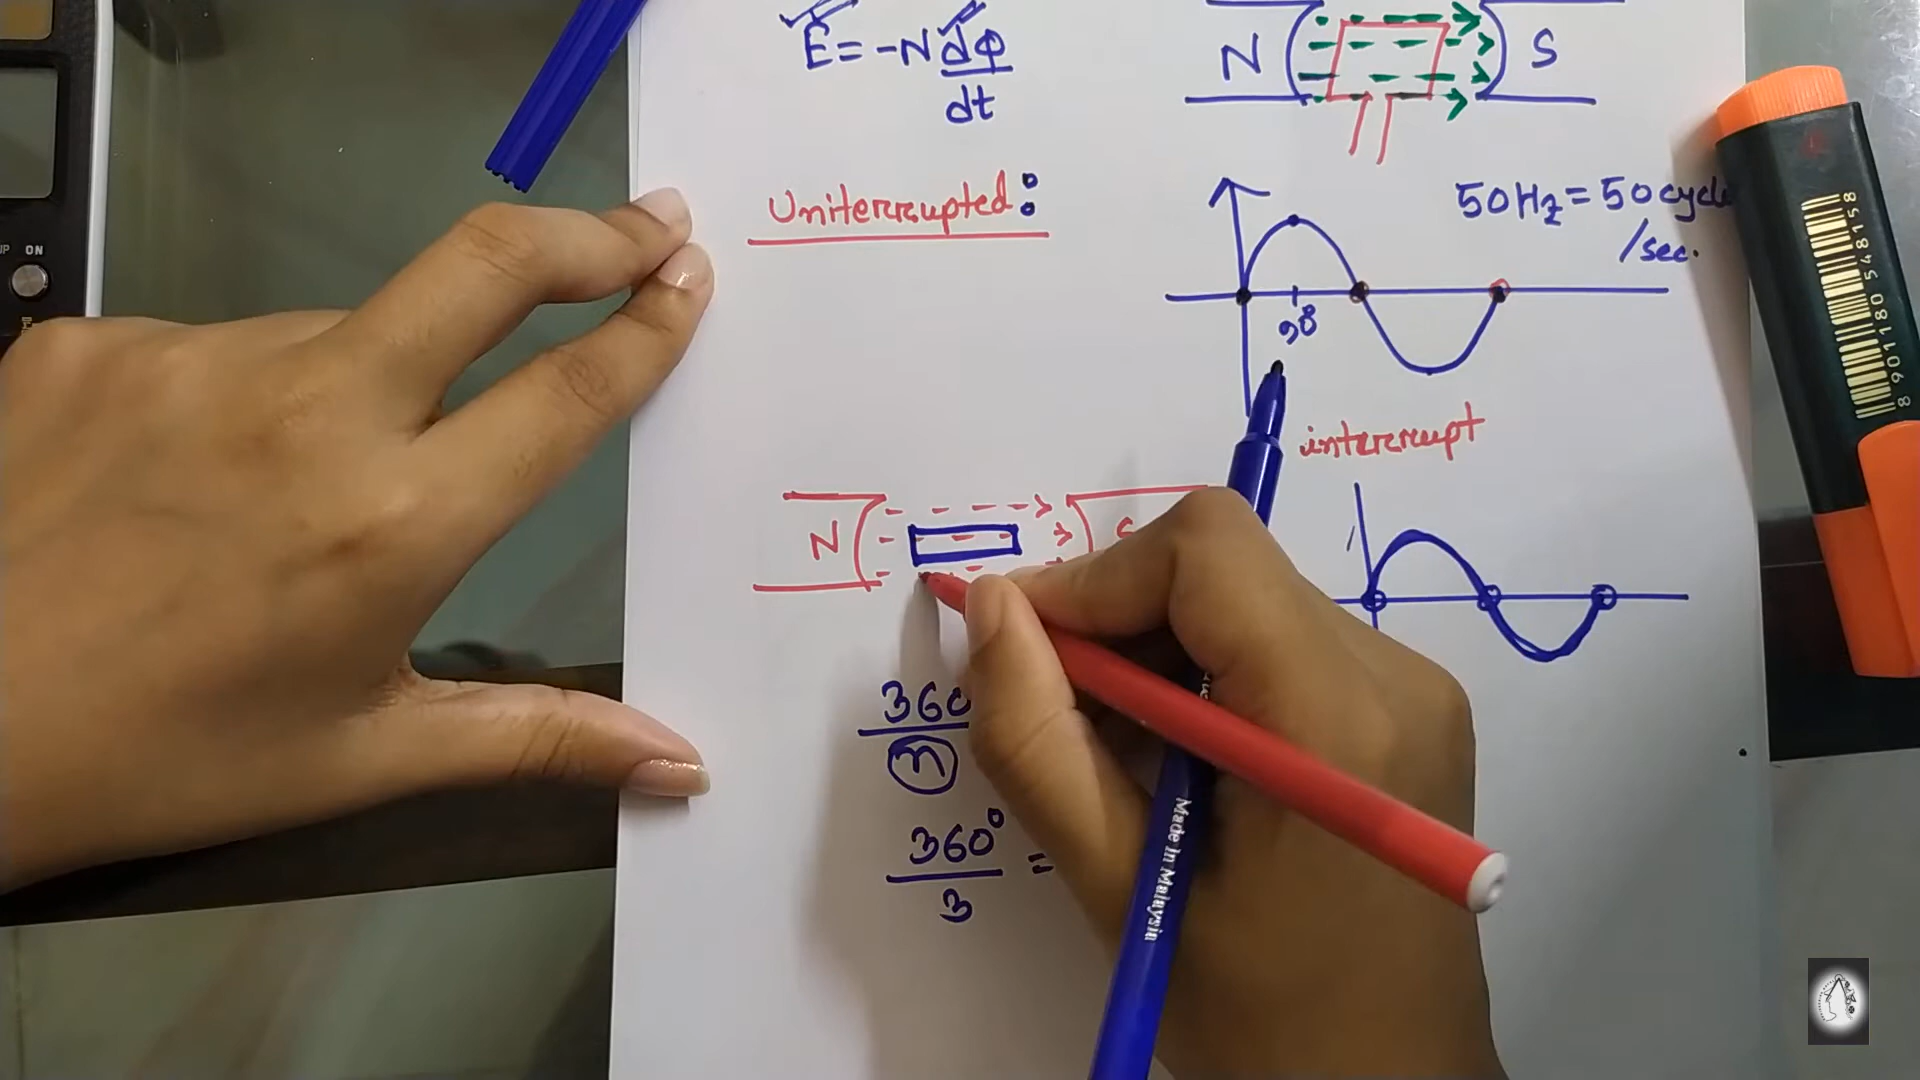 E = -N dΦ
dt
N S
Uniterrupted:
50Hz = 50 cycle
/sec.
90°
interrupt
N S
360
n
360° =
3
UP ON
Made in Malaysia
8 901180 548158